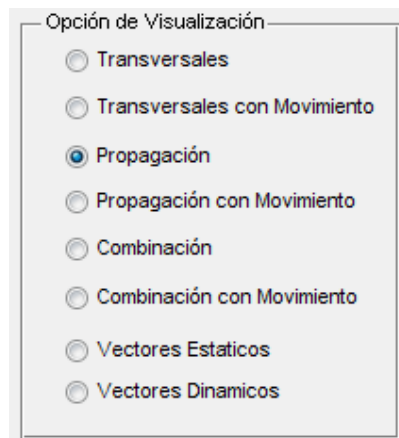 Opción de Visualización
Transversales
Transversales con Movimiento
Propagación
Propagación con Movimiento
Combinación
Combinación con Movimiento
Vectores Estaticos
Vectores Dinamicos